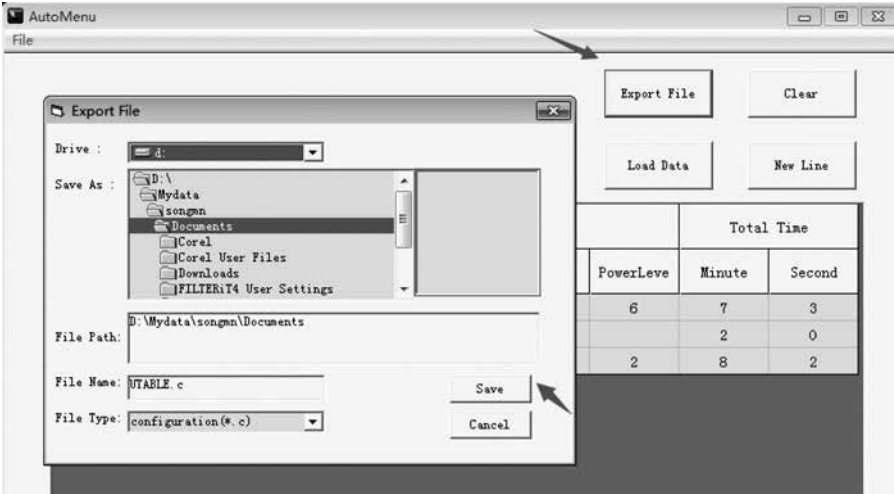 AutoMenu
File
Export File
Clear
Load Data
New Line
Total Time
PowerLeve
Minute
Second
6
7
3
2
0
2
8
2
Export File
Drive :
d:
Save As :
D:\
Mydata
songmn
Documents
Corel
Corel User Files
Downloads
FILTERiT4 User Settings
File Path:
D:\Mydata\songmn\Documents
File Name:
UTABLE.c
Save
File Type:
configuration(*.c)
Cancel